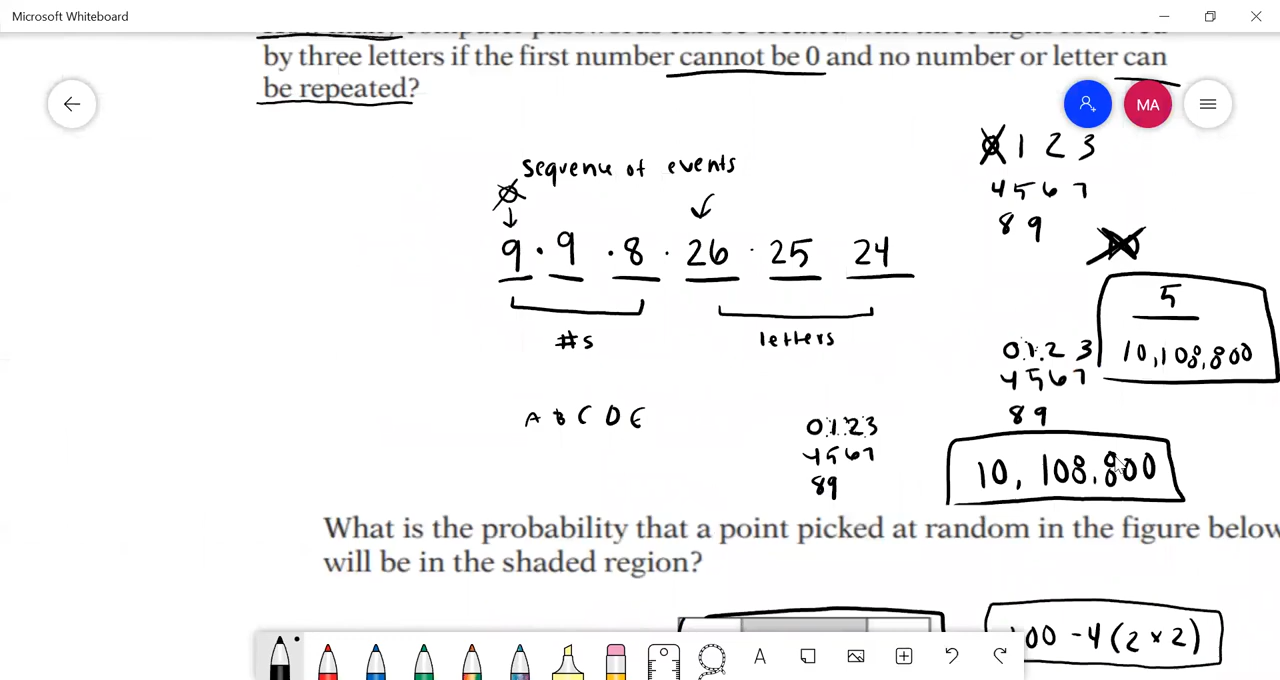 Microsoft Whiteboard
by three letters if the first number cannot be 0 and no number or letter can
be repeated?
MA
Sequence of events
0 1 2 3
4 5 6 7
8 9
0
9 · 9 · 8 · 26 · 25 24
#s
letters
5
10,108,800
0 1 2 3
4 5 6 7
8 9
A B C D E
0 1 2 3
4 5 6 7
8 9
10, 108,800
What is the probability that a point picked at random in the figure below
will be in the shaded region?
00 - 4 (2 x 2)
A